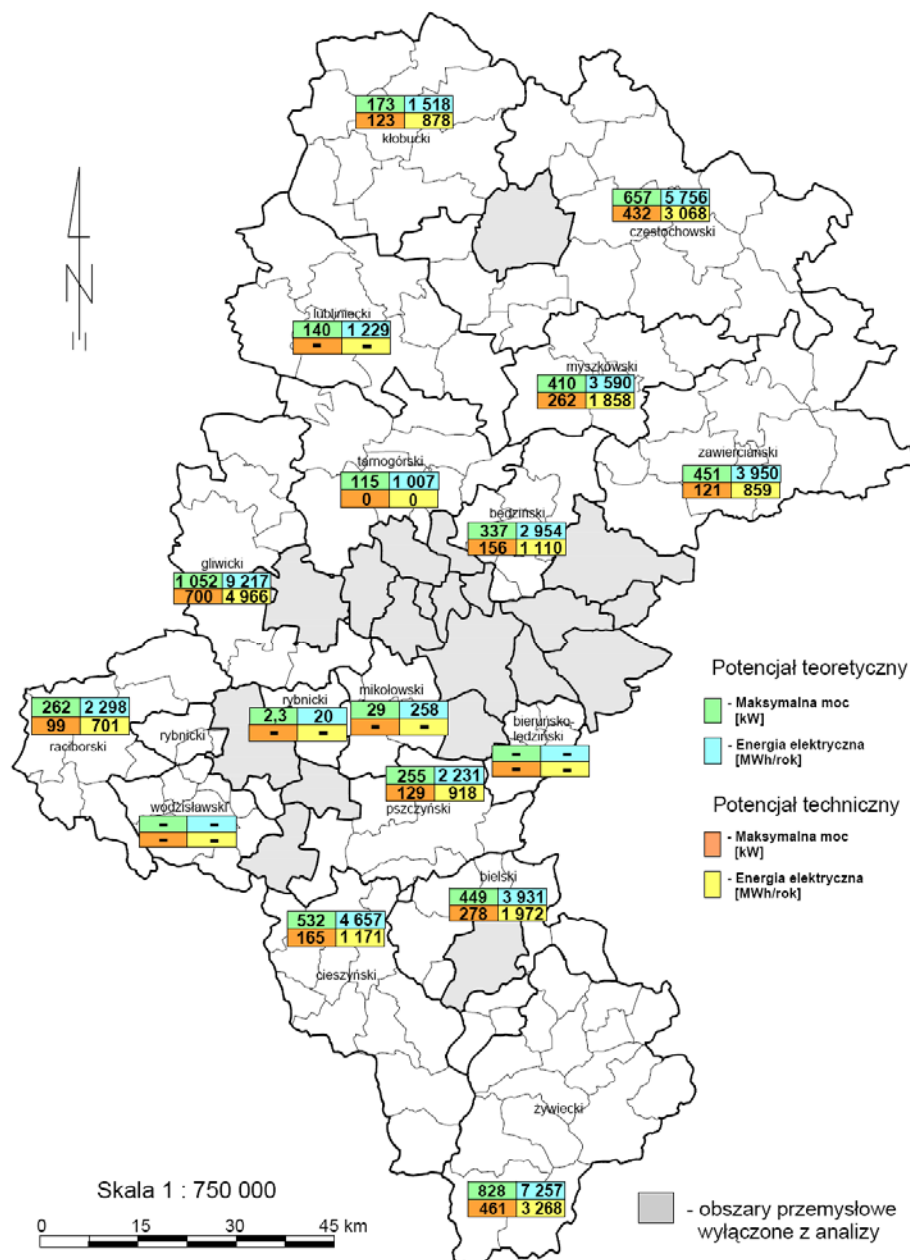 173 1 518
123 878
kłobucki
657 5 756
432 3 068
częstochowski
N
lubliniecki
140 1 229
- -
myszkowski
410 3 590
262 1 858
zawierciański
451 3 950
121 859
tarnogórski
115 1 007
0 0
będziński
337 2 954
156 1 110
gliwicki
1 052 9 217
700 4 966
Potencjał teoretyczny
- Maksymalna moc
[kW]
- Energia elektryczna
[MWh/rok]
Potencjał techniczny
- Maksymalna moc
[kW]
- Energia elektryczna
[MWh/rok]
262 2 298
99 701
raciborski
rybnicki
rybnicki
2,3 20
- -
mikołowski
29 258
- -
bieruńsko-
lędziński
- -
- -
255 2 231
129 918
pszczyński
wodzisławski
- -
- -
bielski
449 3 931
278 1 972
532 4 657
165 1 171
cieszyński
żywiecki
828 7 257
461 3 268
Skala 1 : 750 000
0 15 30 45 km
- obszary przemysłowe
wyłączone z analizy